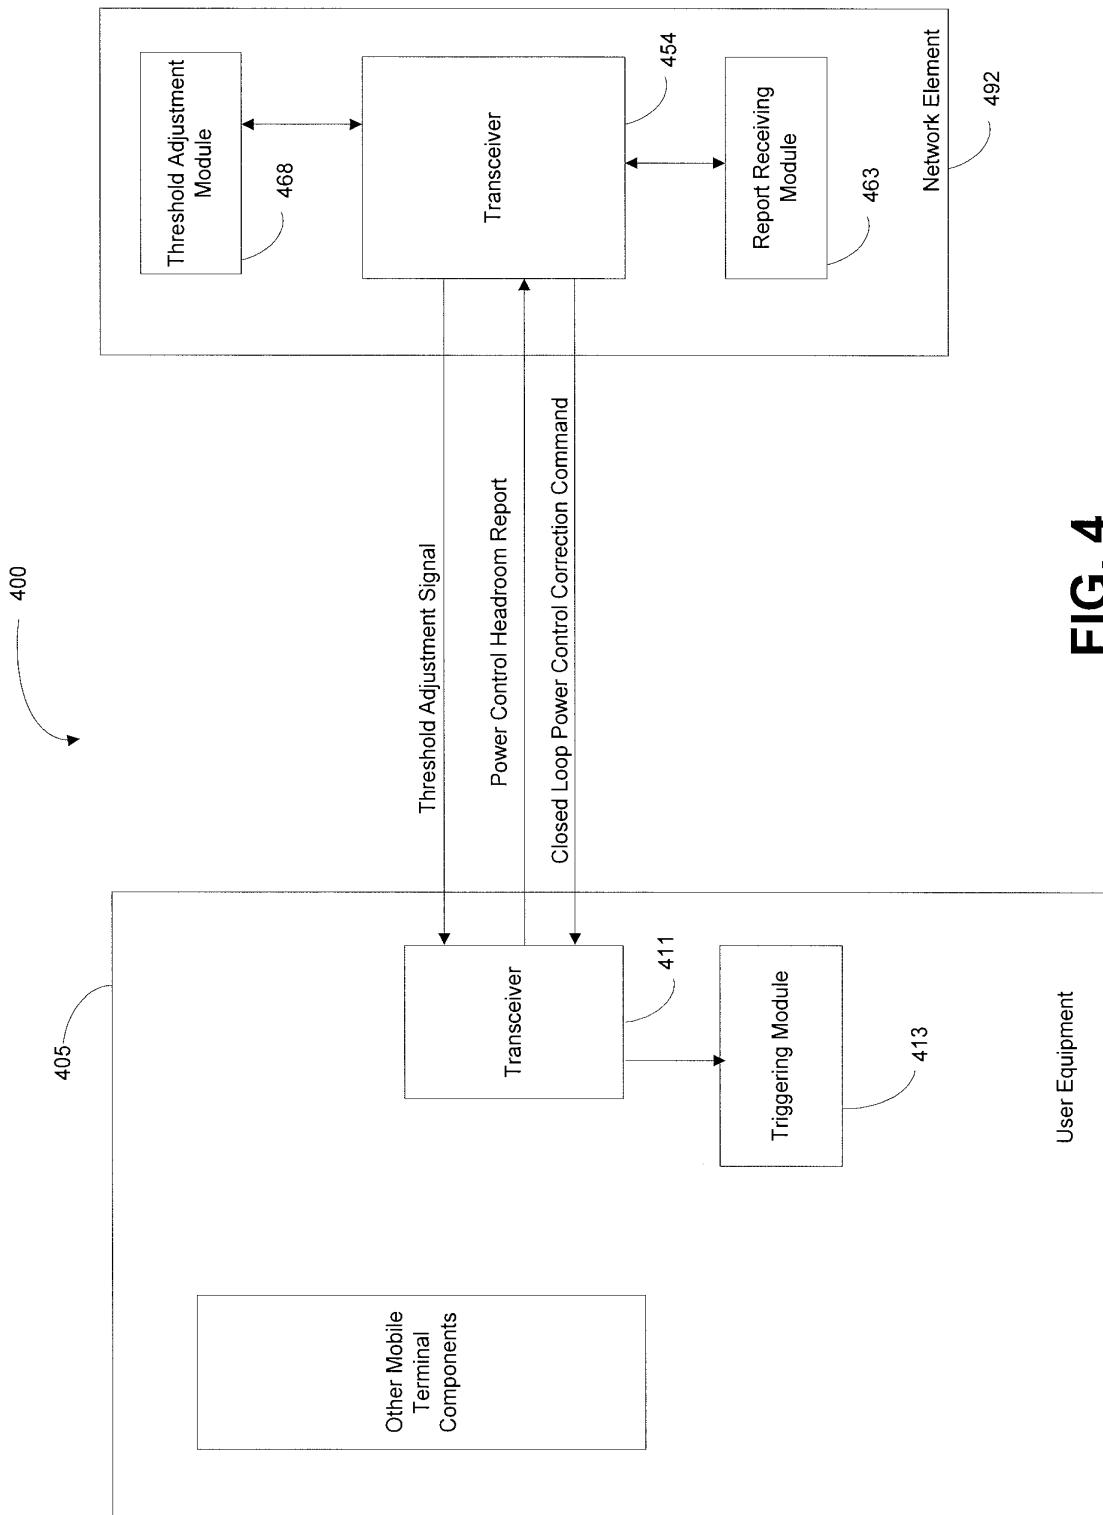 400
405
Other Mobile
Terminal
Components
Transceiver
411
Triggering Module
413
User Equipment
Threshold Adjustment Signal
Power Control Headroom Report
Closed Loop Power Control Correction Command
Threshold Adjustment
Module
468
Transceiver
454
Report Receiving
Module
463
Network Element
492
FIG. 4